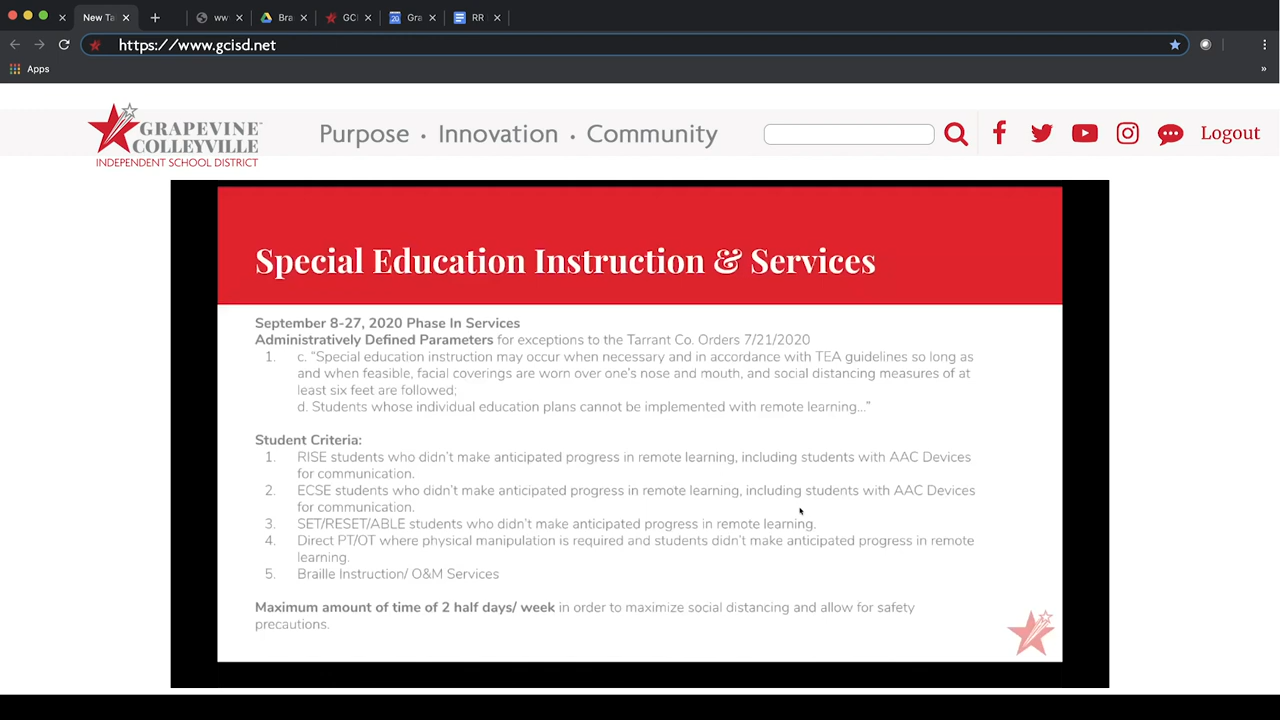 New Ta
ww
Bra
GCI
Gra
RR
https://www.gcisd.net
Apps
GRAPEVINE
COLLEYVILLE
INDEPENDENT SCHOOL DISTRICT
Purpose · Innovation · Community
Logout
Special Education Instruction & Services
September 8-27, 2020 Phase In Services
Administratively Defined Parameters for exceptions to the Tarrant Co. Orders 7/21/2020
1. c. “Special education instruction may occur when necessary and in accordance with TEA guidelines so long as
and when feasible, facial coverings are worn over one’s nose and mouth, and social distancing measures of at
least six feet are followed;
d. Students whose individual education plans cannot be implemented with remote learning...”
Student Criteria:
1. RISE students who didn’t make anticipated progress in remote learning, including students with AAC Devices
for communication.
2. ECSE students who didn’t make anticipated progress in remote learning, including students with AAC Devices
for communication.
3. SET/RESET/ABLE students who didn’t make anticipated progress in remote learning.
4. Direct PT/OT where physical manipulation is required and students didn’t make anticipated progress in remote
learning.
5. Braille Instruction/ O&M Services
Maximum amount of time of 2 half days/ week in order to maximize social distancing and allow for safety
precautions.